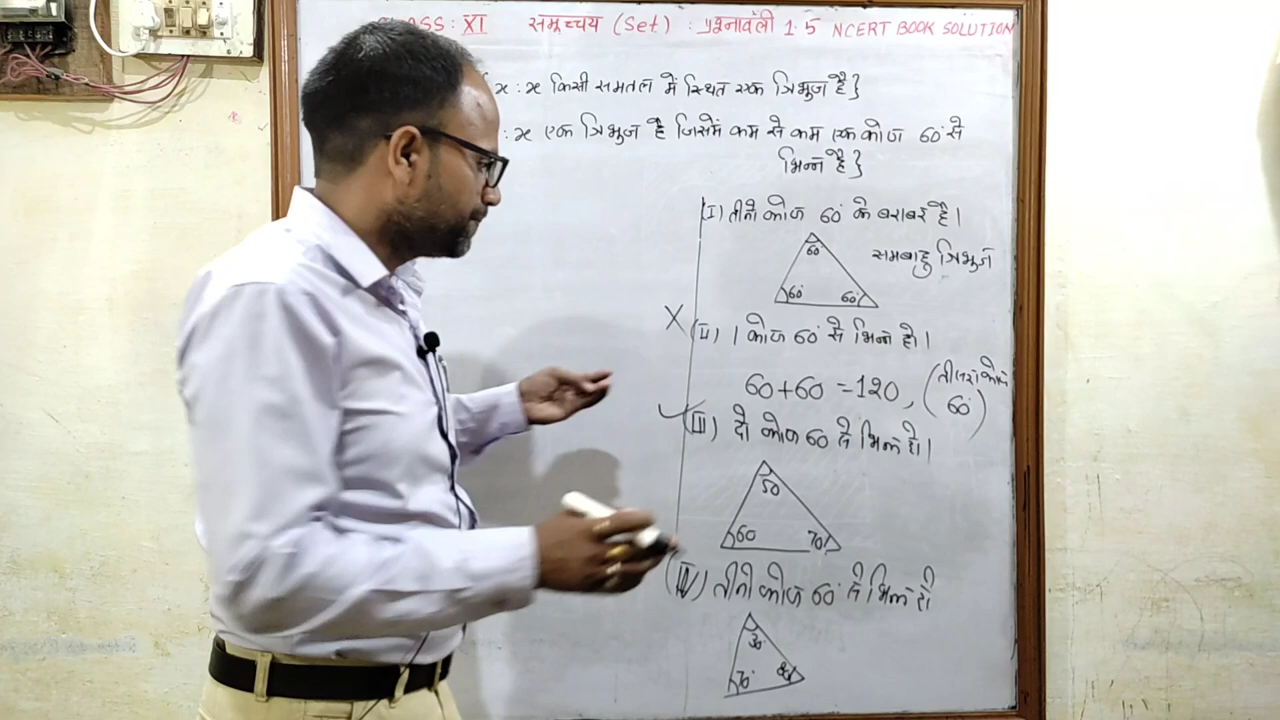 CLASS: XI समुच्चय (Set) : प्रश्नावली 1.5 NCERT BOOK SOLUTION
x : x किसी समतल में स्थित एक त्रिभुज है}
: x एक त्रिभुज है जिसमें कम से कम एक कोण 60° से
भिन्न है}
(I) तीनो कोण 60° के बराबर है।
60
60° 60°
समबाहु त्रिभुज
X (II) 1 कोण 60° से भिन्न हो।
60+60 =120, (तीसरा कोण
60°)
(III) दो कोण 60 से भिन्न हो।
50
60 70°
(IV) तीनो कोण 60° से भिन्न हो
30
70°